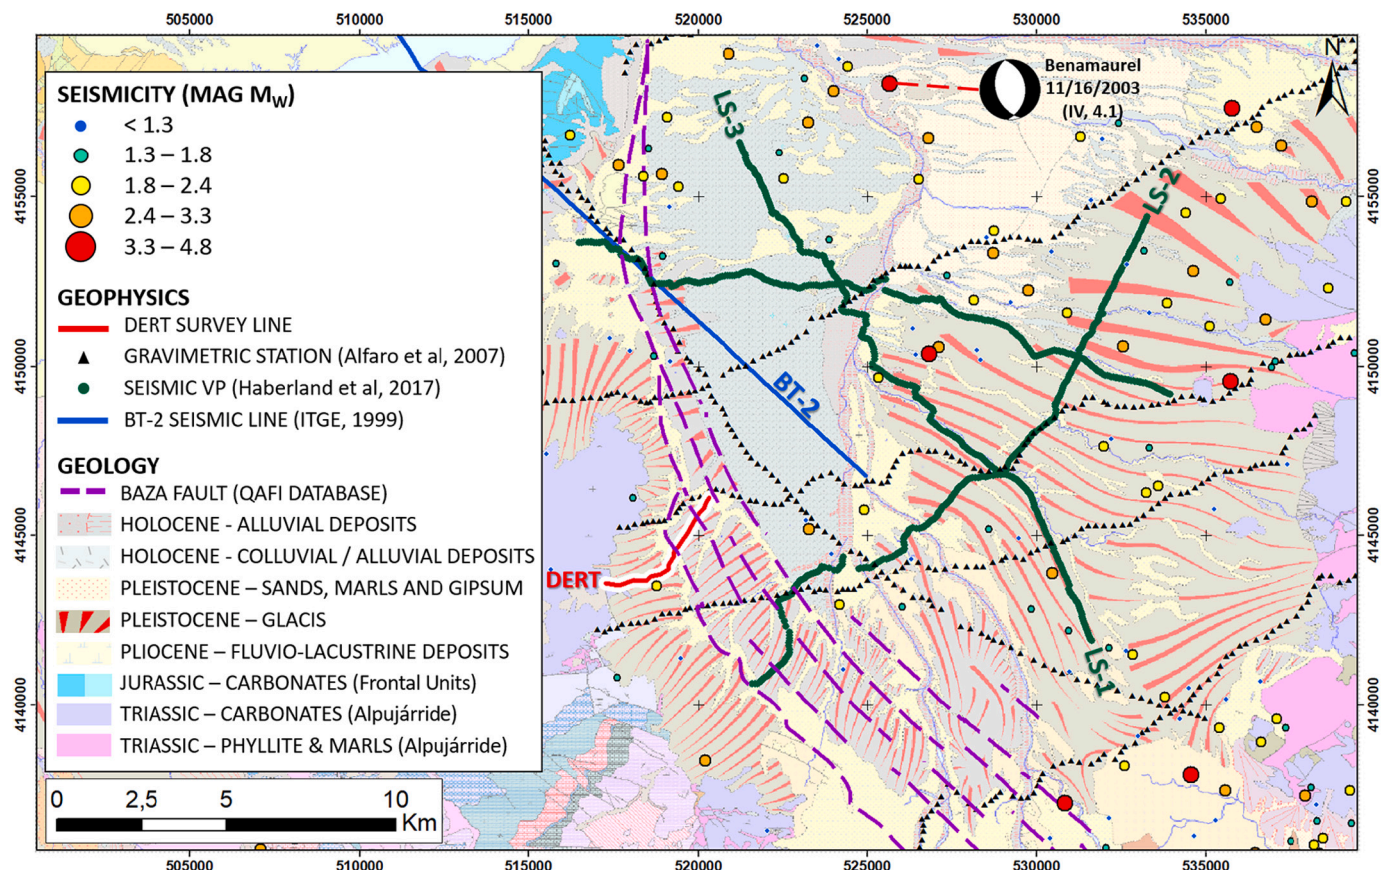 505000 510000 515000 520000 525000 530000 535000
N
Benamaurel
11/16/2003
(IV, 4.1)
SEISMICITY (MAG MW)
< 1.3
1.3 – 1.8
1.8 – 2.4
2.4 – 3.3
3.3 – 4.8
GEOPHYSICS
DERT SURVEY LINE
GRAVIMETRIC STATION (Alfaro et al, 2007)
SEISMIC VP (Haberland et al, 2017)
BT-2 SEISMIC LINE (ITGE, 1999)
GEOLOGY
BAZA FAULT (QAFI DATABASE)
HOLOCENE - ALLUVIAL DEPOSITS
HOLOCENE - COLLUVIAL / ALLUVIAL DEPOSITS
PLEISTOCENE – SANDS, MARLS AND GIPSUM
PLEISTOCENE – GLACIS
PLIOCENE – FLUVIO-LACUSTRINE DEPOSITS
JURASSIC – CARBONATES (Frontal Units)
TRIASSIC – CARBONATES (Alpujárride)
TRIASSIC – PHYLLITE & MARLS (Alpujárride)
0 2,5 5 10
Km
LS-3
LS-2
BT-2
DERT
LS-1
4155000
4150000
4145000
4140000
4155000
4150000
4145000
4140000
505000 510000 515000 520000 525000 530000 535000